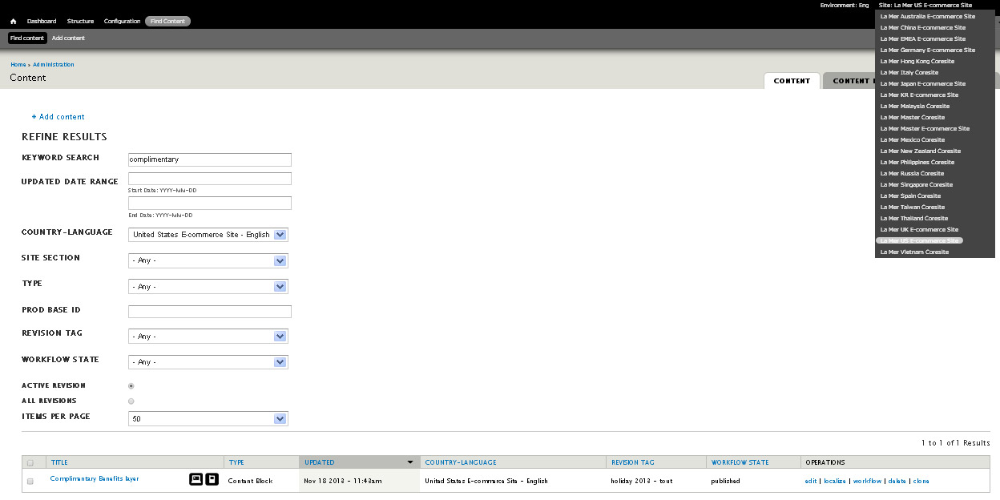 Environment: Eng Site: La Mer US E-commerce Site
Dashboard Structure Configuration Find Content
Find content Add content
La Mer Australia E-commerce Site
La Mer China E-commerce Site
La Mer EMEA E-commerce Site
La Mer Germany E-commerce Site
La Mer Hong Kong Coresite
La Mer Italy Coresite
La Mer Japan E-commerce Site
La Mer KR E-commerce Site
La Mer Malaysia Coresite
La Mer Master Coresite
La Mer Master E-commerce Site
La Mer Mexico Coresite
La Mer New Zealand Coresite
La Mer Philippines Coresite
La Mer Russia Coresite
La Mer Singapore Coresite
La Mer Spain Coresite
La Mer Taiwan Coresite
La Mer Thailand Coresite
La Mer UK E-commerce Site
La Mer US E-commerce Site
La Mer Vietnam Coresite
Home » Administration
Content
CONTENT CONTENT
+ Add content
REFINE RESULTS
KEYWORD SEARCH complimentary
UPDATED DATE RANGE
Start Date: YYYY-MM-DD
End Date: YYYY-MM-DD
COUNTRY-LANGUAGE United States E-commerce Site - English
SITE SECTION - Any -
TYPE - Any -
PROD BASE ID
REVISION TAG - Any -
WORKFLOW STATE - Any -
ACTIVE REVISION
ALL REVISIONS
ITEMS PER PAGE 50
1 to 1 of 1 Results
TITLE TYPE UPDATED COUNTRY-LANGUAGE REVISION TAG WORKFLOW STATE OPERATIONS
Complimentary Benefits layer Content Block Nov 18 2013 - 11:43am United States E-commerce Site - English holiday 2013 - tout published edit | localize | workflow | delete | clone